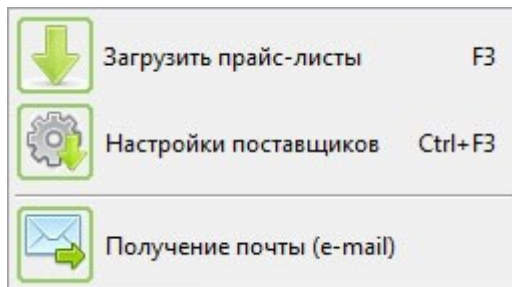 Загрузить прайс-листы F3
Настройки поставщиков Ctrl+F3
Получение почты (e-mail)